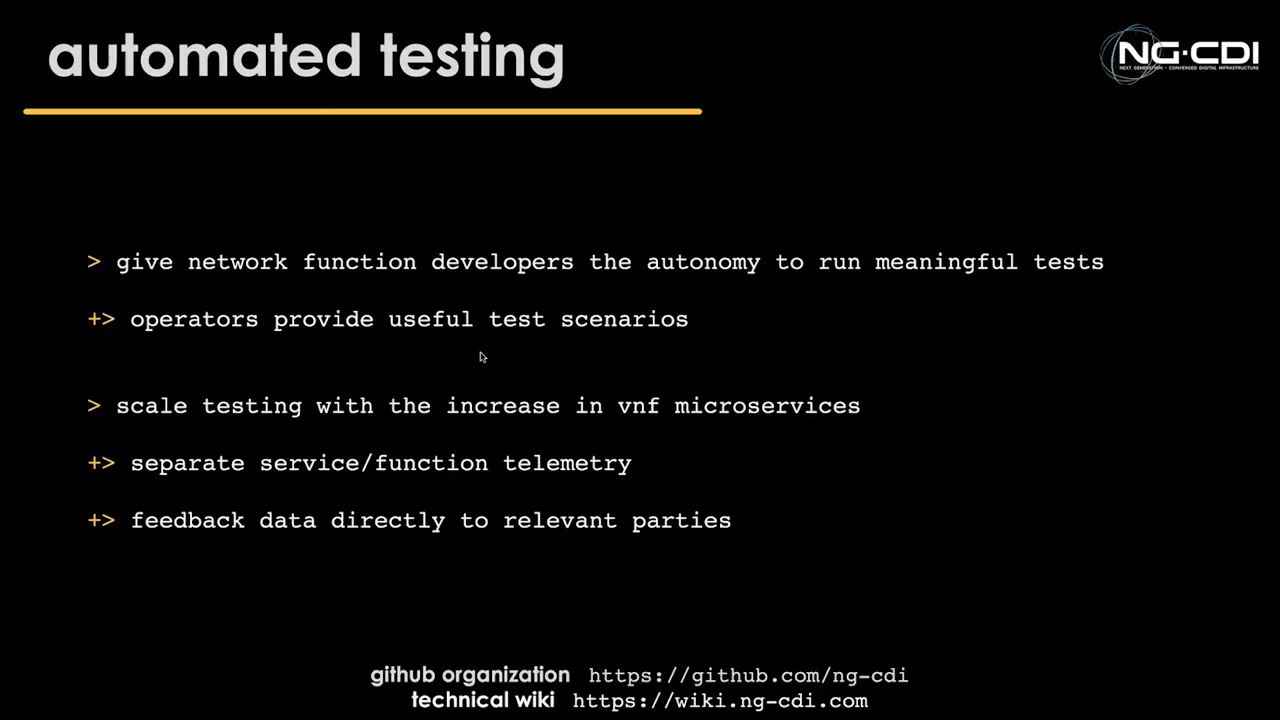 automated testing
NG·CDI
NEXT GENERATION - CONVERGED DIGITAL INFRASTRUCTURE
> give network function developers the autonomy to run meaningful tests
+> operators provide useful test scenarios
> scale testing with the increase in vnf microservices
+> separate service/function telemetry
+> feedback data directly to relevant parties
github organization https://github.com/ng-cdi
technical wiki https://wiki.ng-cdi.com